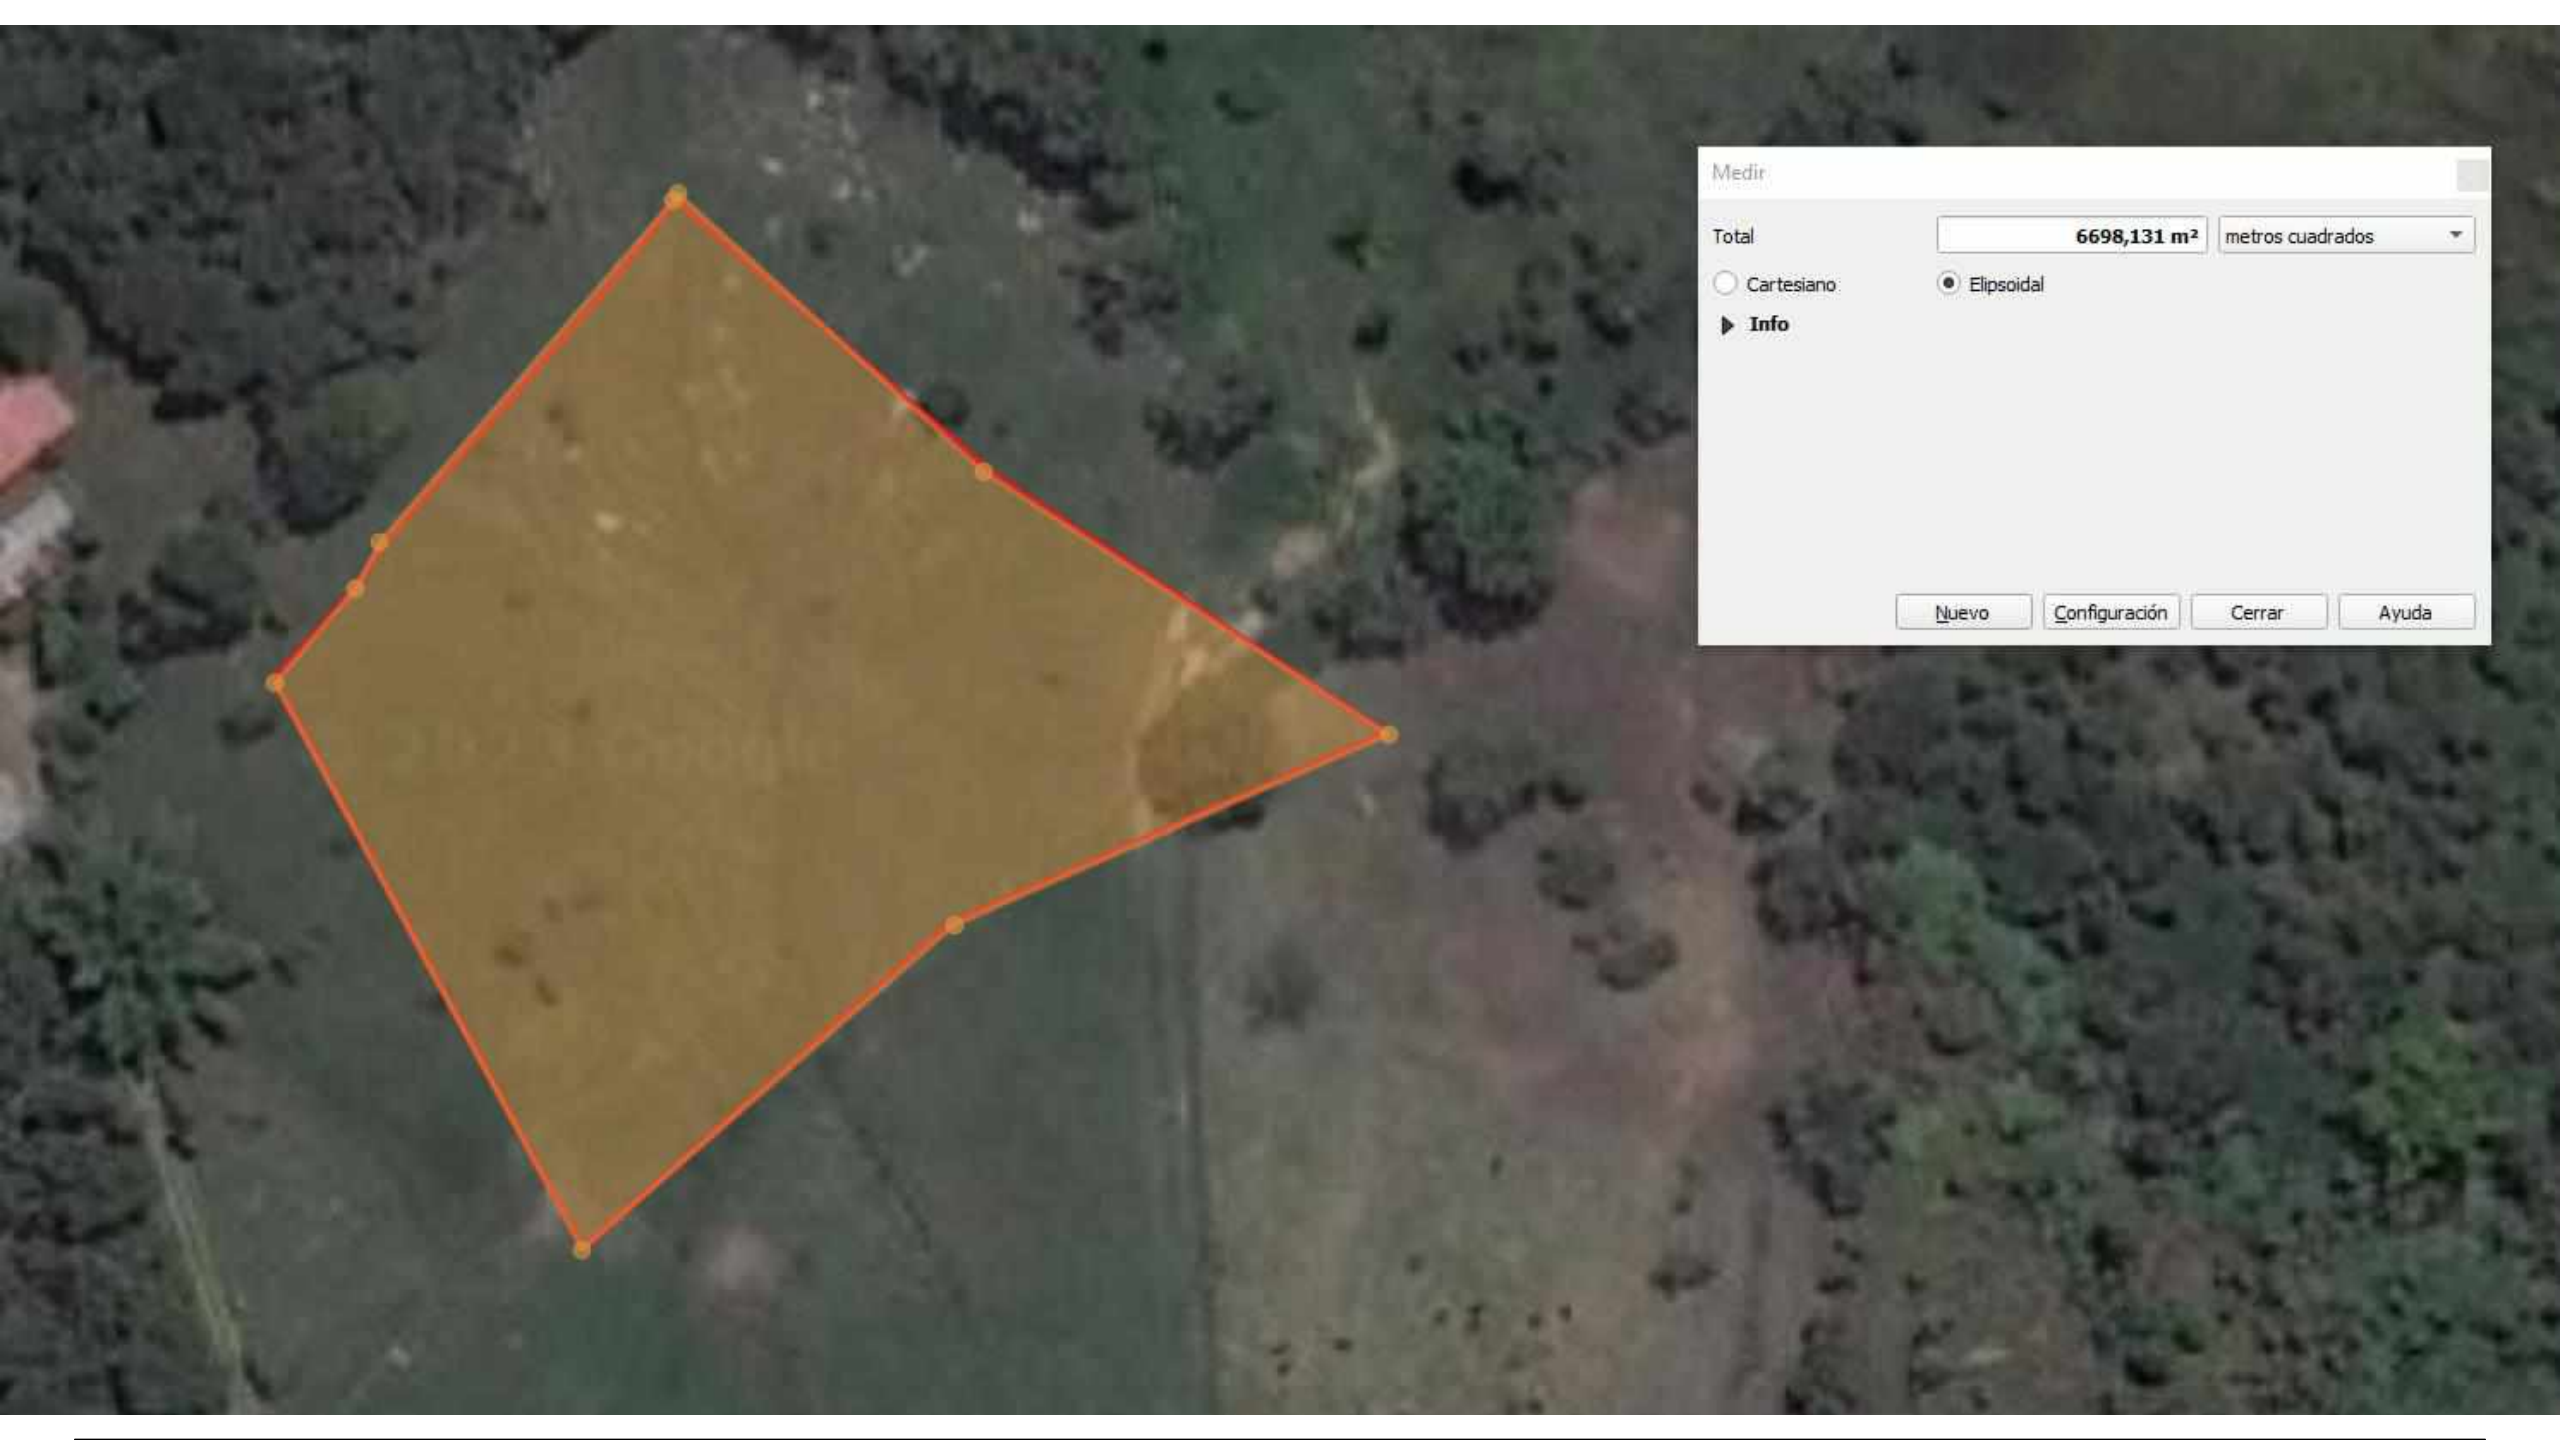 Medir
Total 6698,131 m² metros cuadrados
Cartesiano Elipsoidal
Info
Nuevo Configuración Cerrar Ayuda